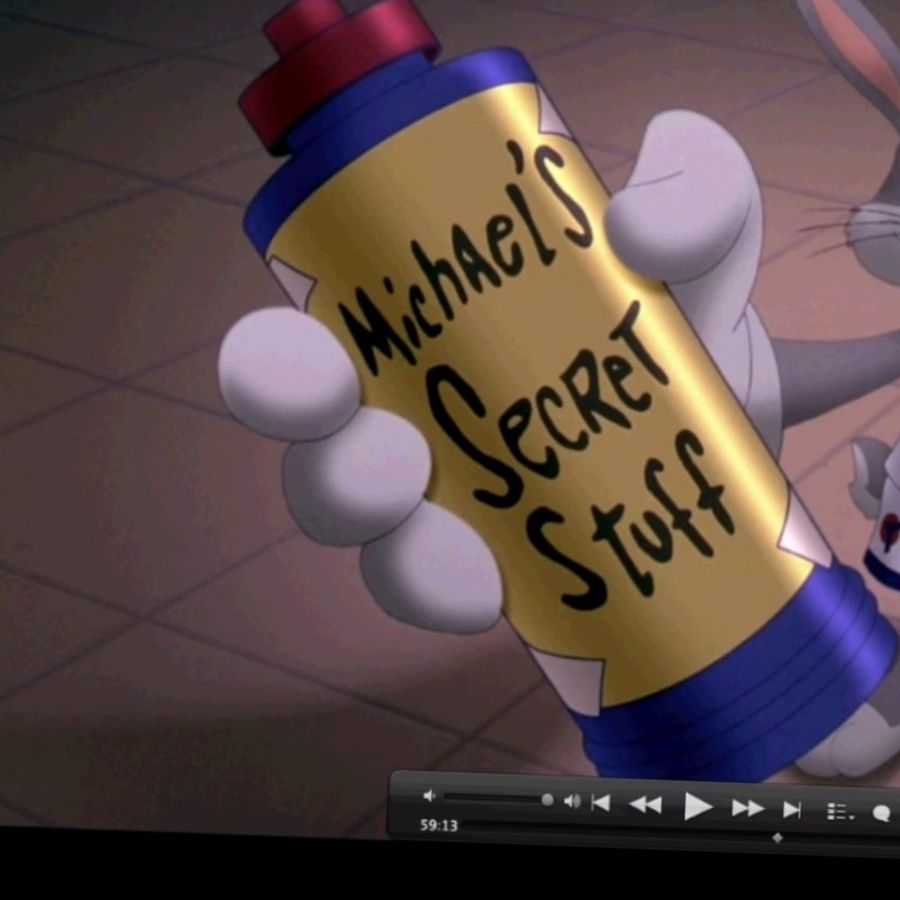 Michael's
Secret
Stuff
59:13